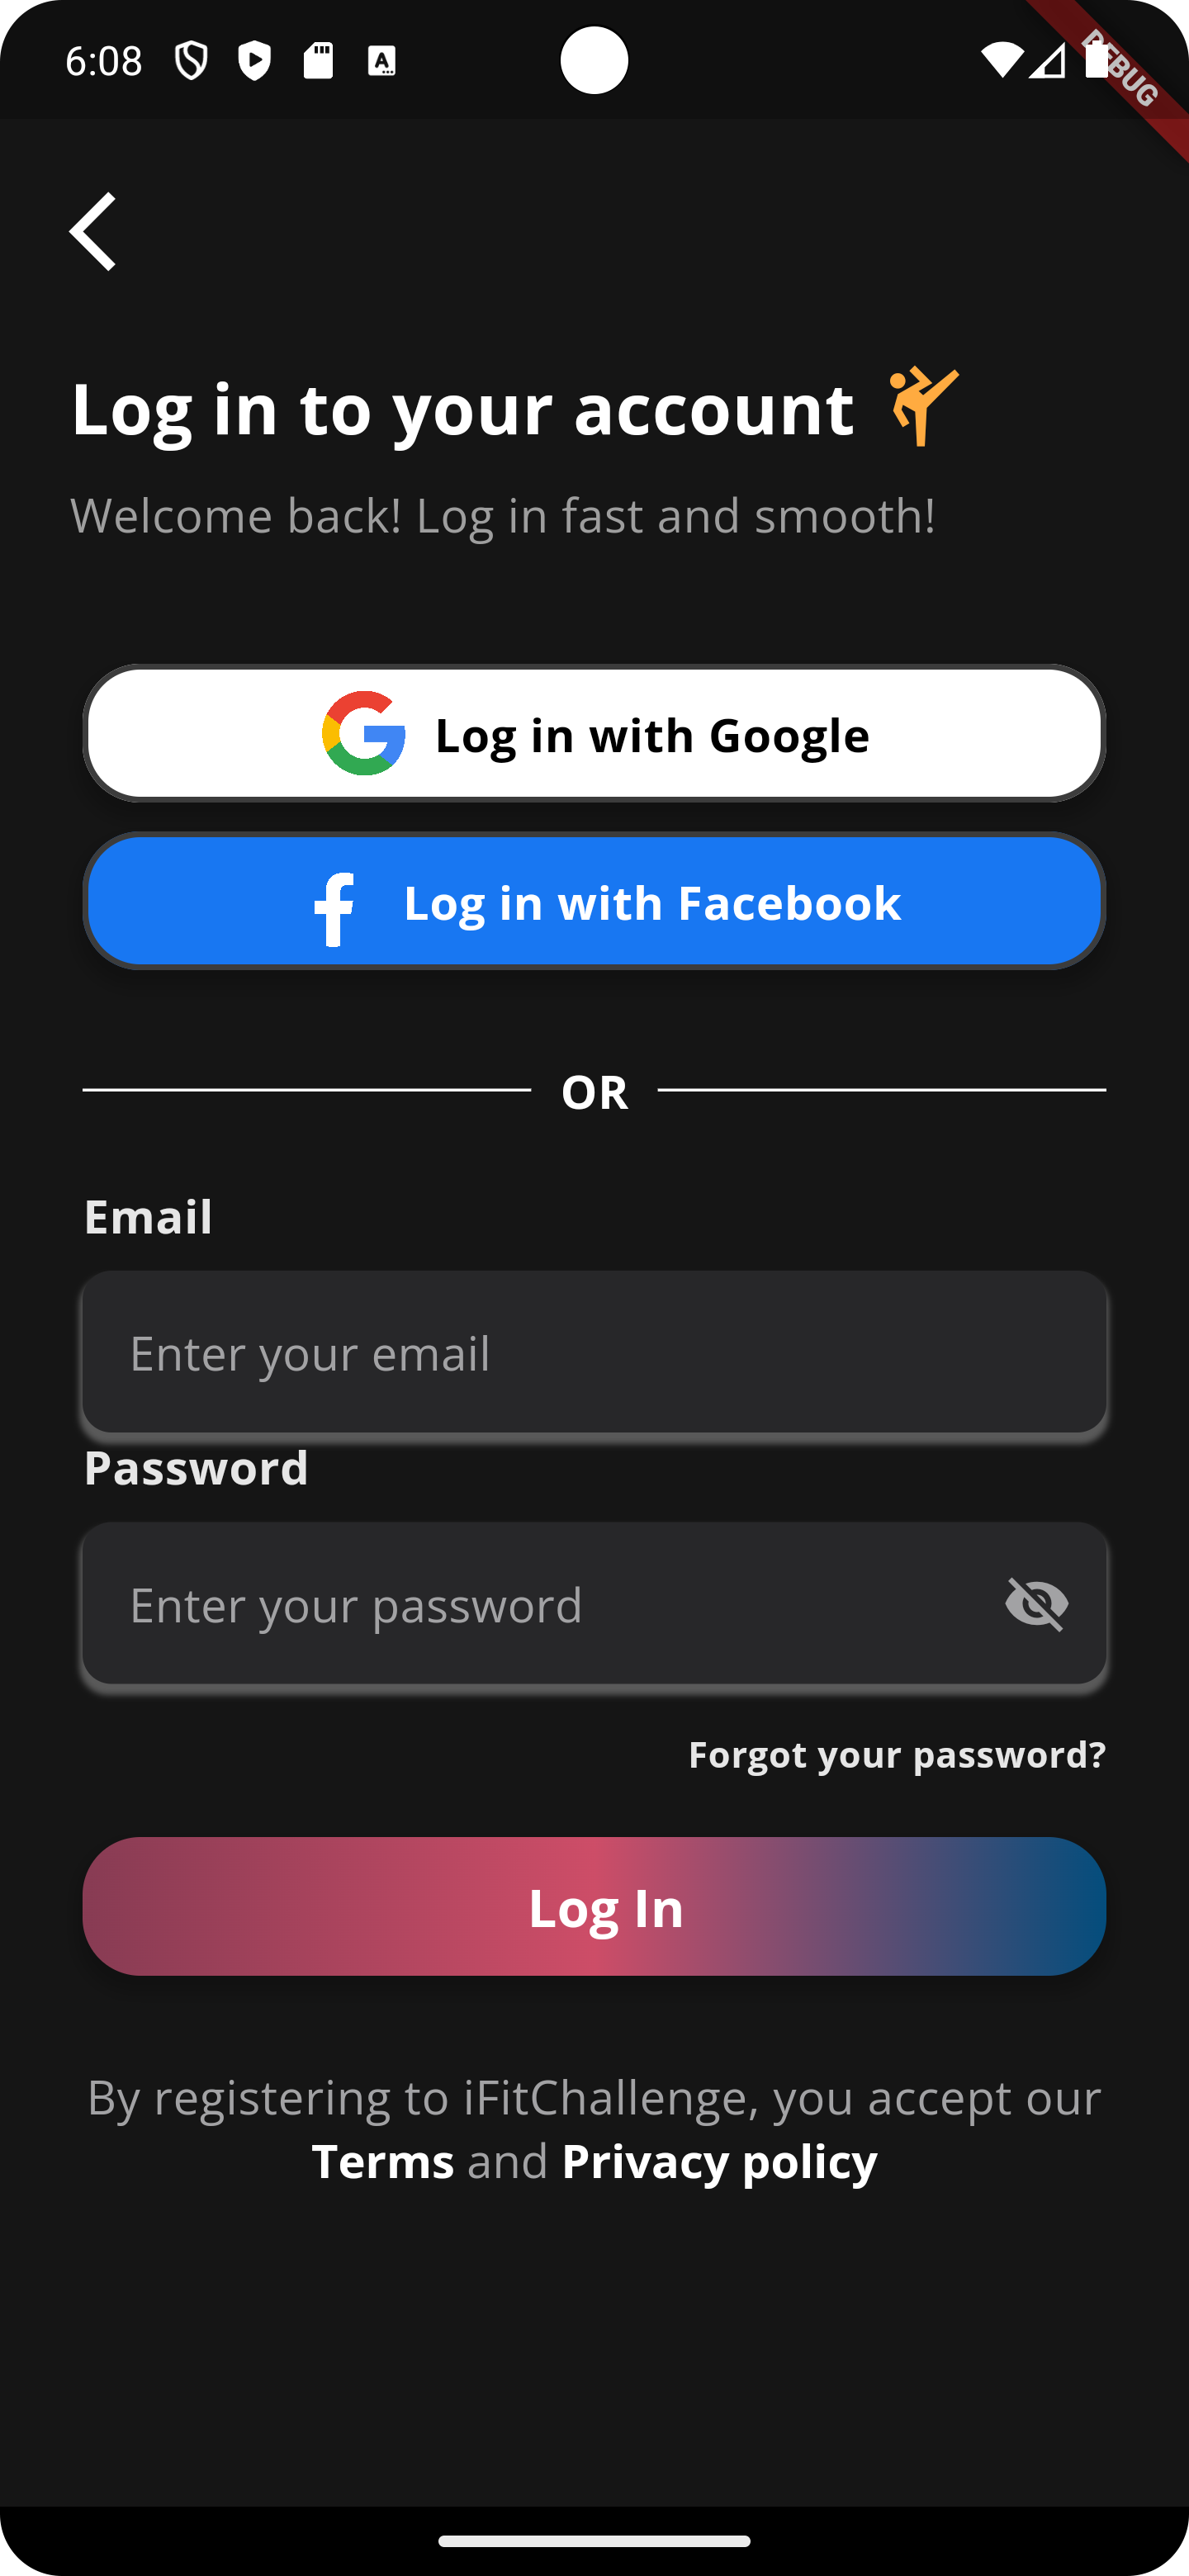 6:08
DEBUG
Log in to your account
Welcome back! Log in fast and smooth!
Log in with Google
Log in with Facebook
OR
Email
Enter your email
Password
Enter your password
Forgot your password?
Log In
By registering to iFitChallenge, you accept our
Terms and Privacy policy